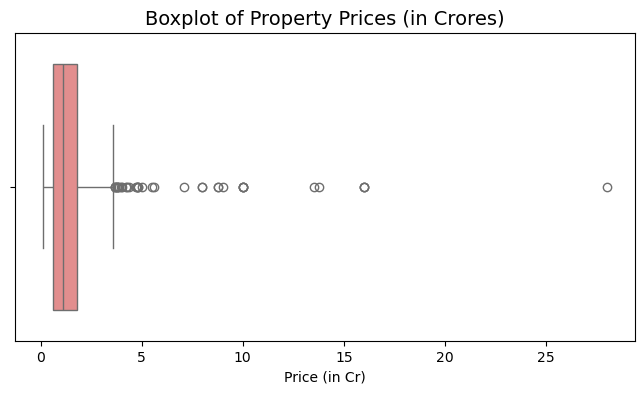 Boxplot of Property Prices (in Crores)
0 5 10 15 20 25
Price (in Cr)